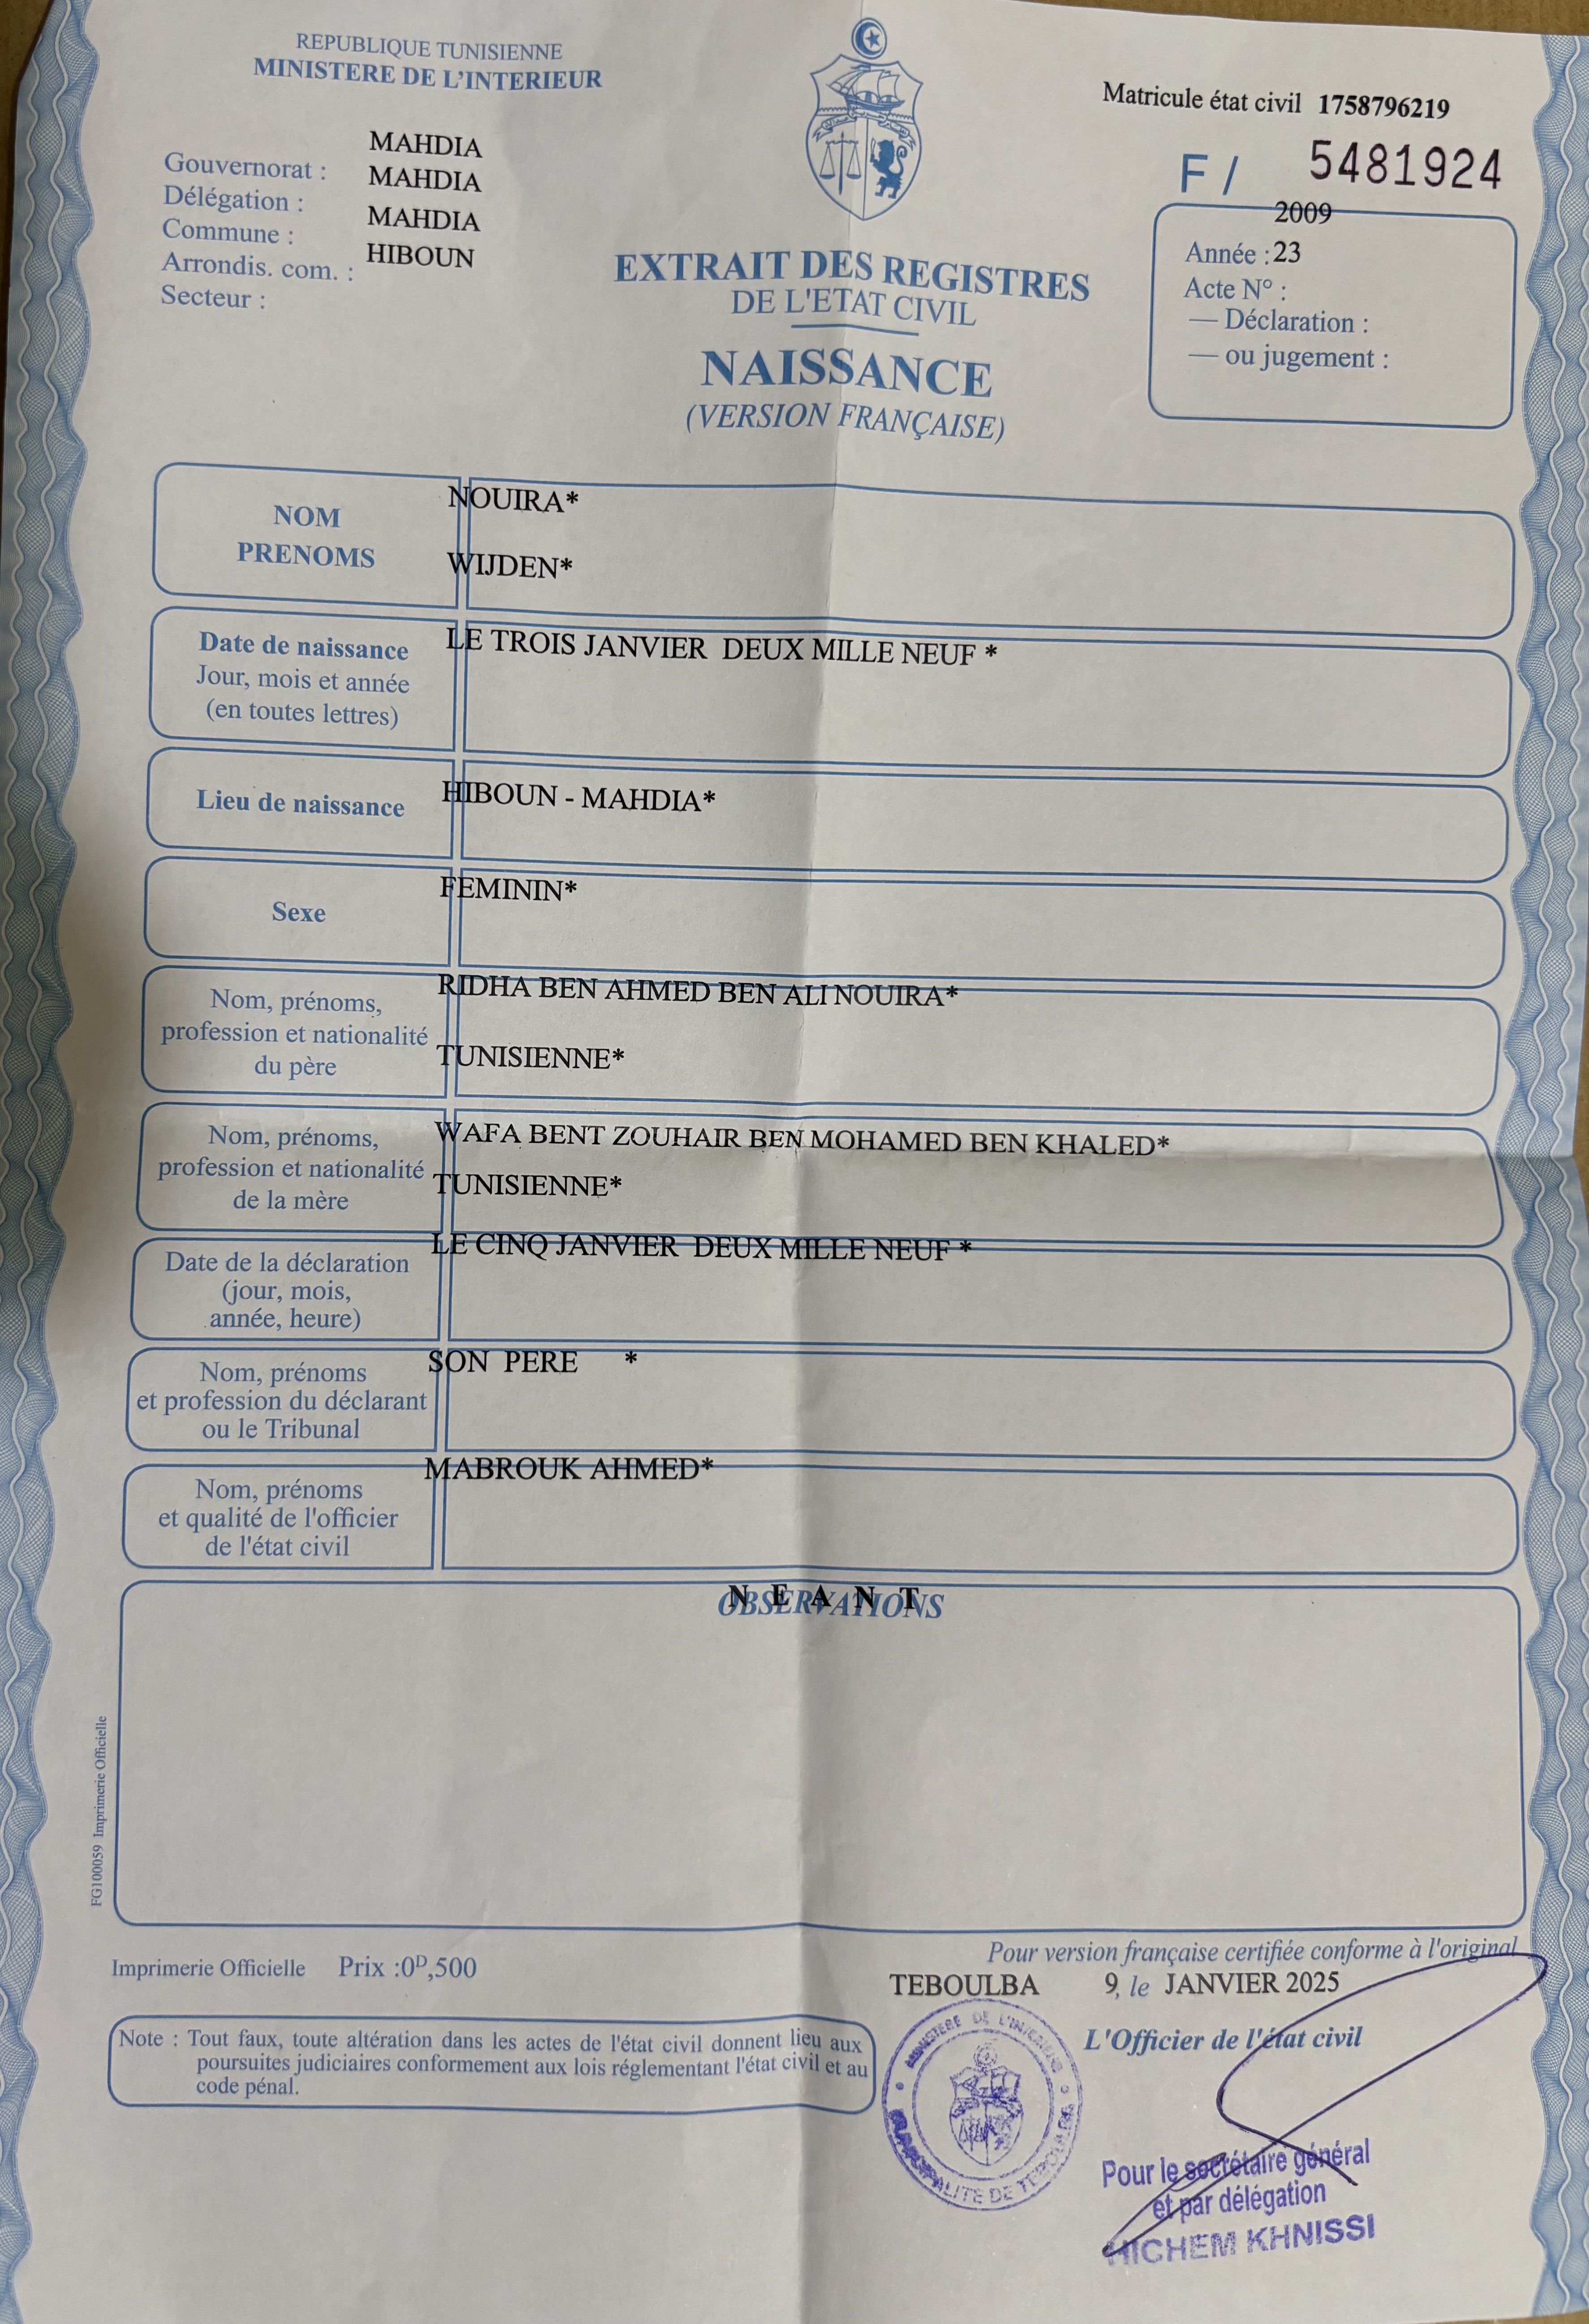 REPUBLIQUE TUNISIENNE
MINISTERE DE L'INTERIEUR
Matricule état civil 1758796219
F / 5481924
MAHDIA
Gouvernorat : MAHDIA
Délégation : MAHDIA
Commune : HIBOUN
Arrondis. com. :
Secteur :
2009
Année : 23
Acte N° :
— Déclaration :
— ou jugement :
EXTRAIT DES REGISTRES
DE L'ETAT CIVIL
NAISSANCE
(VERSION FRANÇAISE)
NOM
PRENOMS
NOUIRA*
WIJDEN*
Date de naissance
Jour, mois et année
(en toutes lettres)
LE TROIS JANVIER DEUX MILLE NEUF *
Lieu de naissance
HIBOUN - MAHDIA*
Sexe
FEMININ*
Nom, prénoms,
profession et nationalité
du père
RIDHA BEN AHMED BEN ALI NOUIRA*
TUNISIENNE*
Nom, prénoms,
profession et nationalité
de la mère
WAFA BENT ZOUHAIR BEN MOHAMED BEN KHALED*
TUNISIENNE*
Date de la déclaration
(jour, mois,
année, heure)
LE CINQ JANVIER DEUX MILLE NEUF *
Nom, prénoms
et profession du déclarant
ou le Tribunal
SON PERE *
Nom, prénoms
et qualité de l'officier
de l'état civil
MABROUK AHMED*
N E A N T
OBSERVATIONS
FG100059 Imprimerie Officielle
Imprimerie Officielle Prix :0ᴰ,500
Pour version française certifiée conforme à l'original
TEBOULBA 9, le JANVIER 2025
L'Officier de l'état civil
Note : Tout faux, toute altération dans les actes de l'état civil donnent lieu aux
poursuites judiciaires conformement aux lois réglementant l'état civil et au
code pénal.
MINISTERE DE L'INTERIEUR
MUNICIPALITE DE TEBOULBA
Pour le secrétaire général
et par délégation
HICHEM KHNISSI